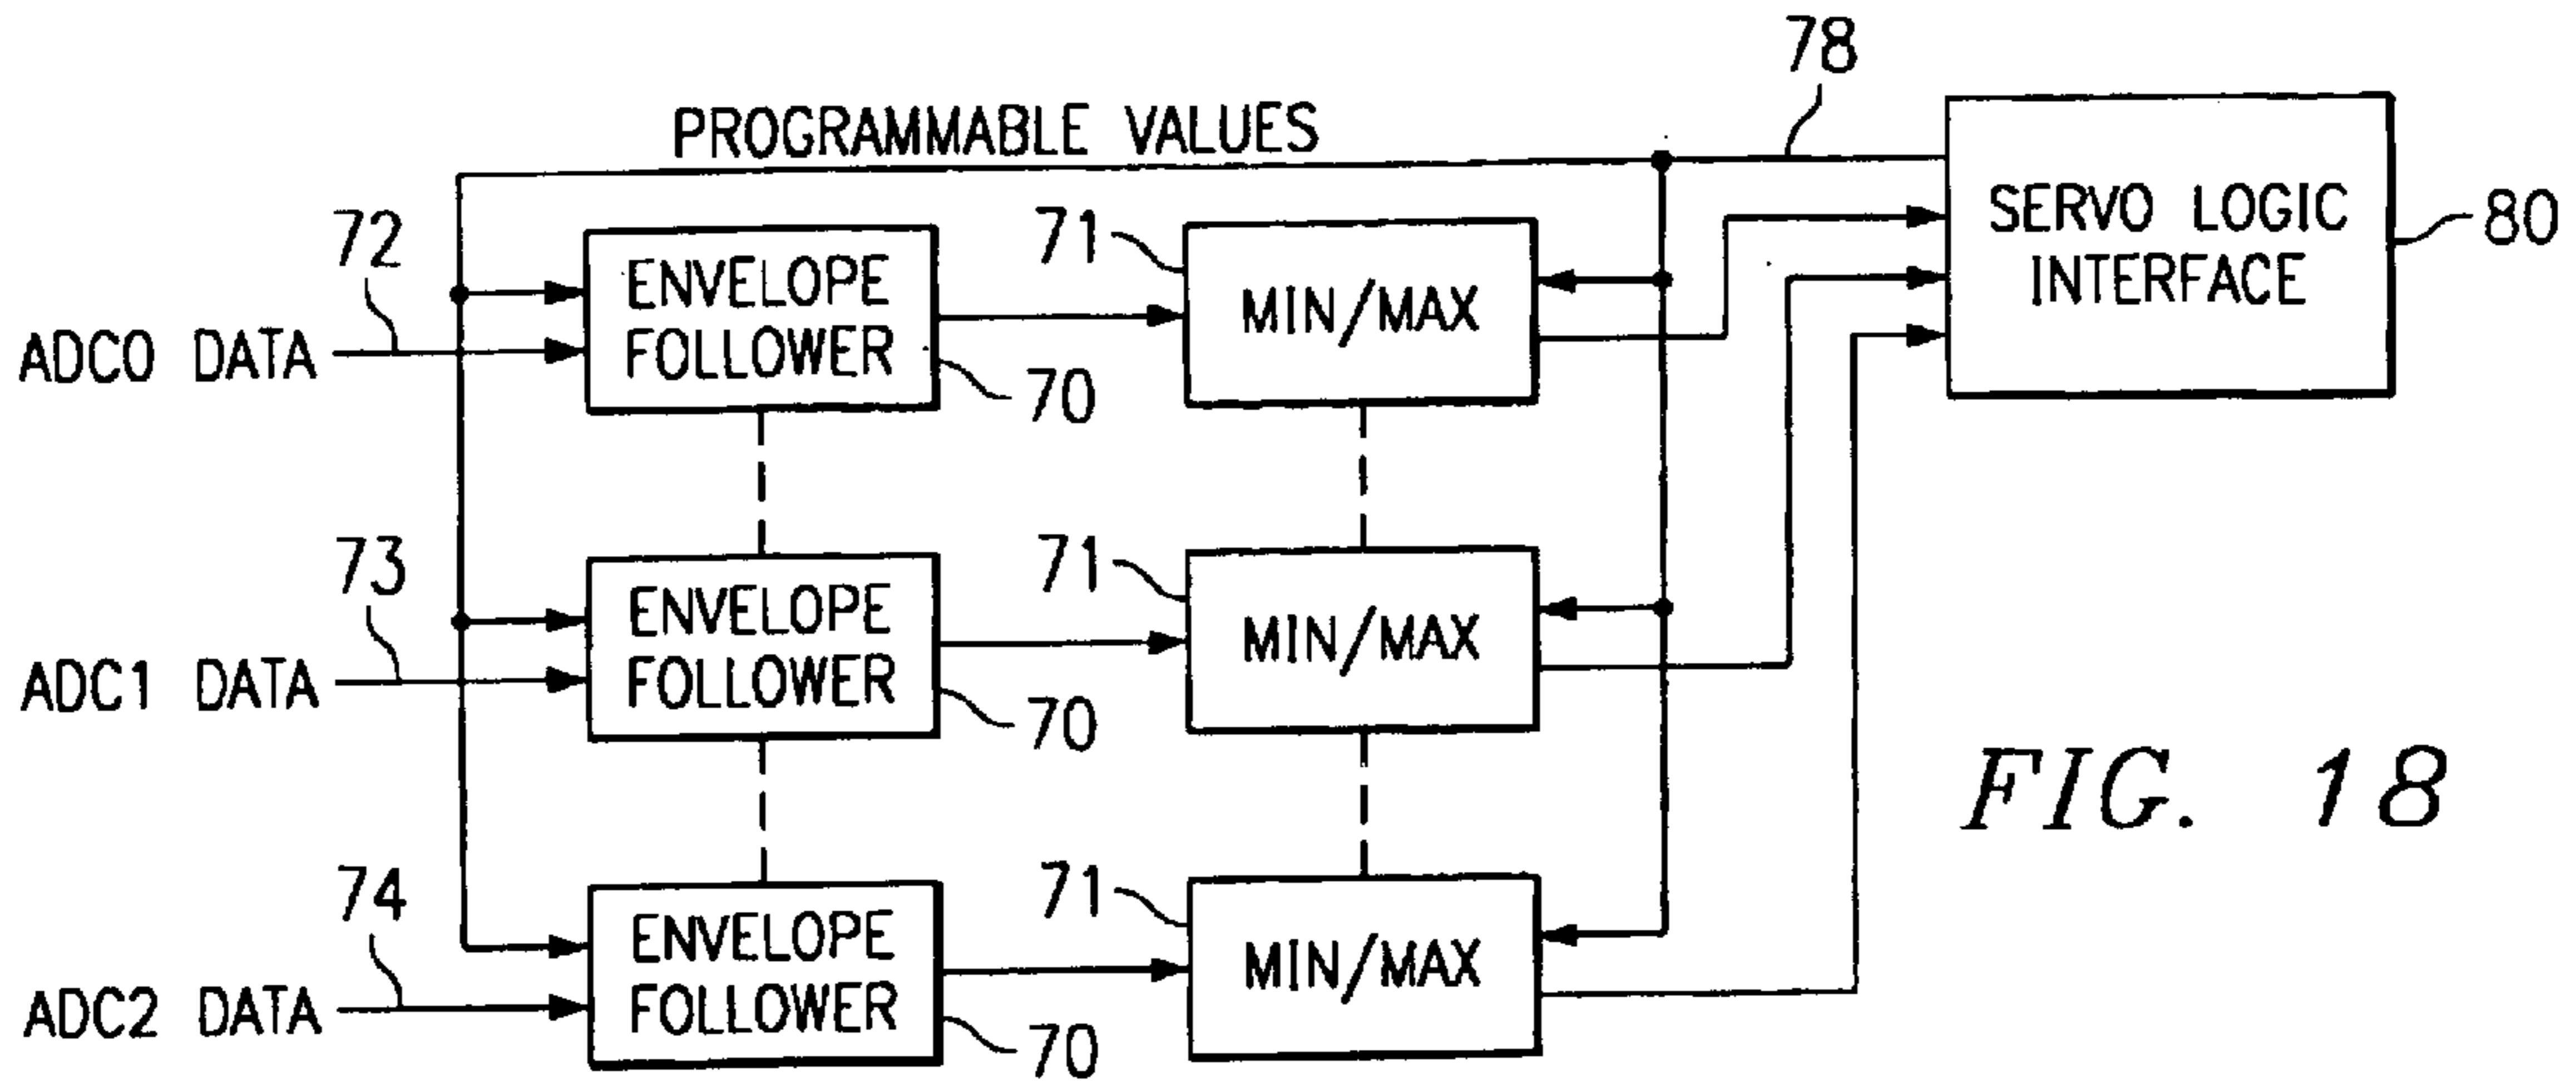 78
PROGRAMMABLE VALUES
SERVO LOGIC
INTERFACE
80
72
ADC0 DATA
ENVELOPE
FOLLOWER
70
71
MIN/MAX
73
ADC1 DATA
ENVELOPE
FOLLOWER
70
71
MIN/MAX
74
ADC2 DATA
ENVELOPE
FOLLOWER
70
71
MIN/MAX
FIG. 18